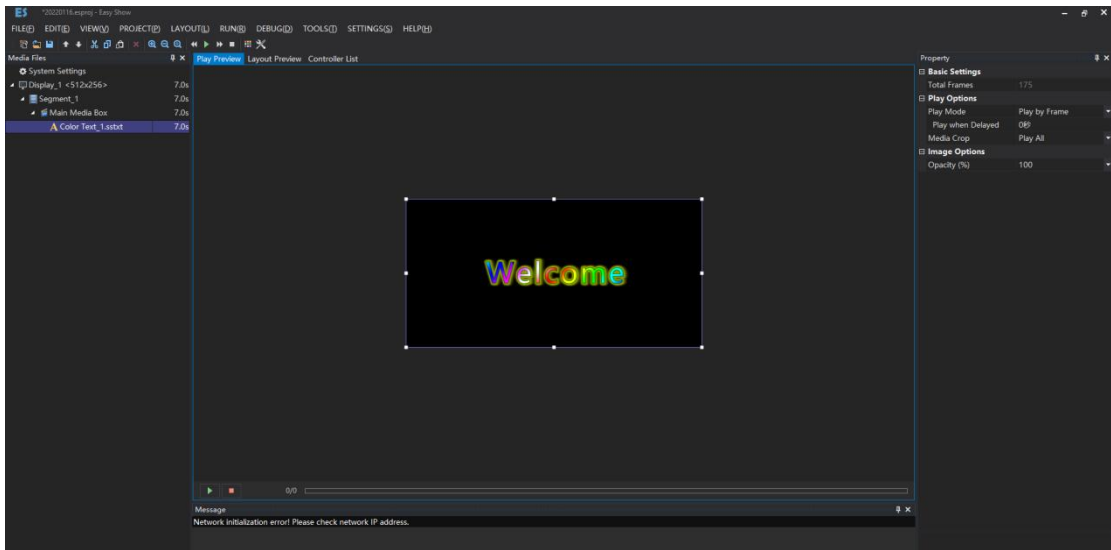 ES *20220116.esproj - Easy Show
FILE(F) EDIT(E) VIEW(V) PROJECT(P) LAYOUT(L) RUN(R) DEBUG(D) TOOLS(T) SETTINGS(S) HELP(H)
Media Files
System Settings
Display_1 <512x256> 7.0s
Segment_1 7.0s
Main Media Box 7.0s
Color Text_1.sstxt 7.0s
Play Preview Layout Preview Controller List
Welcome
0/0
Message
Network initialization error! Please check network IP address.
Property
Basic Settings
Total Frames 175
Play Options
Play Mode Play by Frame
Play when Delayed 0秒
Media Crop Play All
Image Options
Opacity (%) 100